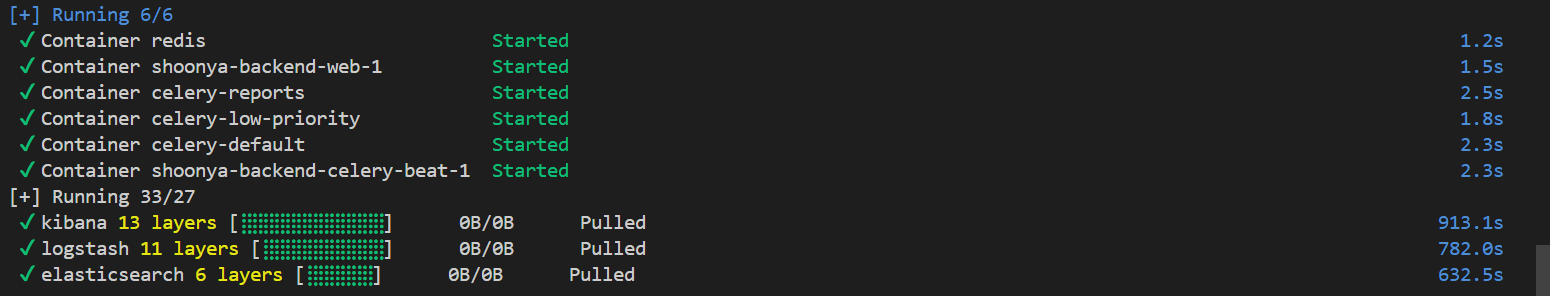 [+] Running 6/6
✔ Container redis Started 1.2s
✔ Container shoonya-backend-web-1 Started 1.5s
✔ Container celery-reports Started 2.5s
✔ Container celery-low-priority Started 1.8s
✔ Container celery-default Started 2.3s
✔ Container shoonya-backend-celery-beat-1 Started 2.3s
[+] Running 33/27
✔ kibana 13 layers [⣿⣿⣿⣿⣿⣿⣿⣿⣿⣿⣿⣿⣿] 0B/0B Pulled 913.1s
✔ logstash 11 layers [⣿⣿⣿⣿⣿⣿⣿⣿⣿⣿⣿] 0B/0B Pulled 782.0s
✔ elasticsearch 6 layers [⣿⣿⣿⣿⣿⣿] 0B/0B Pulled 632.5s